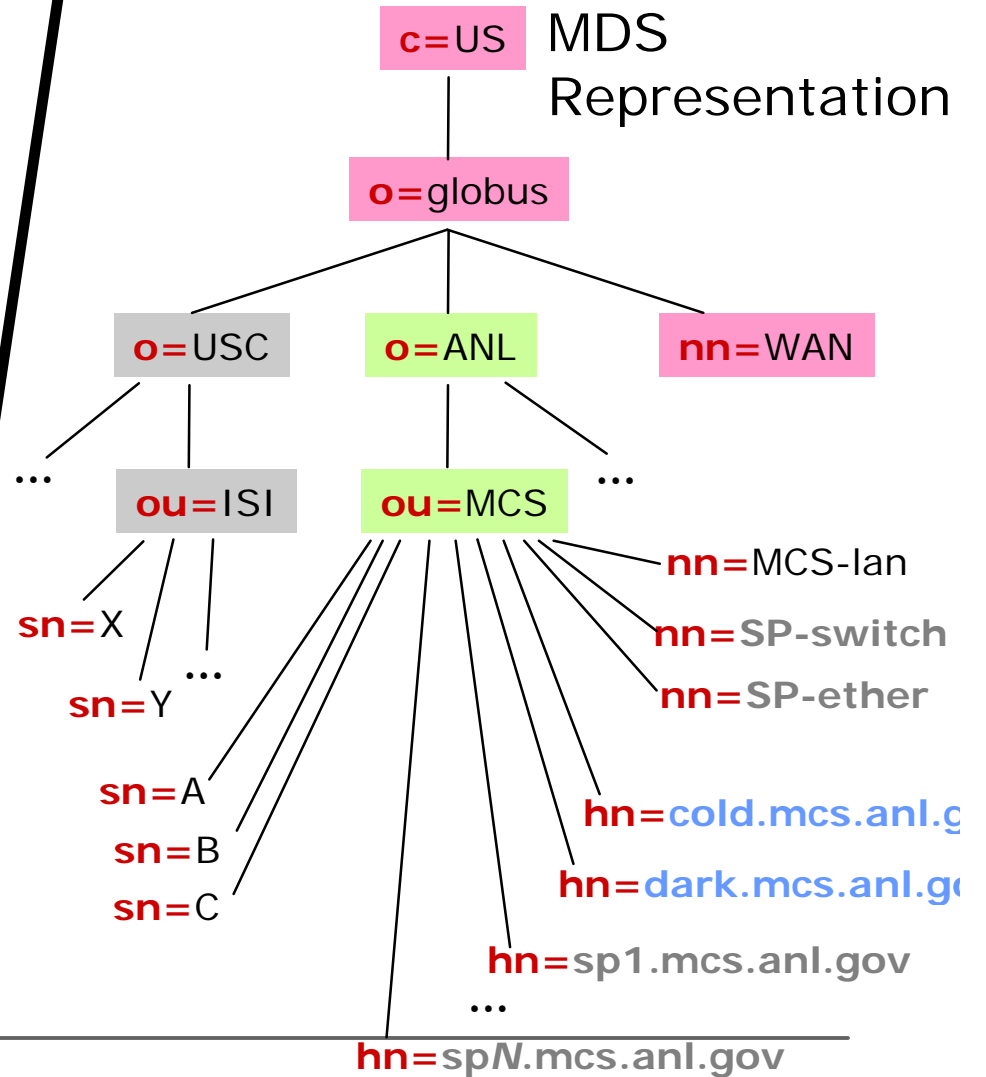 c=US
MDS
Representation
o=globus
o=USC
o=ANL
nn=WAN
...
...
ou=ISI
ou=MCS
nn=MCS-lan
sn=X
nn=SP-switch
...
sn=Y
nn=SP-ether
sn=A
hn=cold.mcs.anl.g
sn=B
hn=dark.mcs.anl.go
sn=C
hn=sp1.mcs.anl.gov
...
hn=spN.mcs.anl.gov